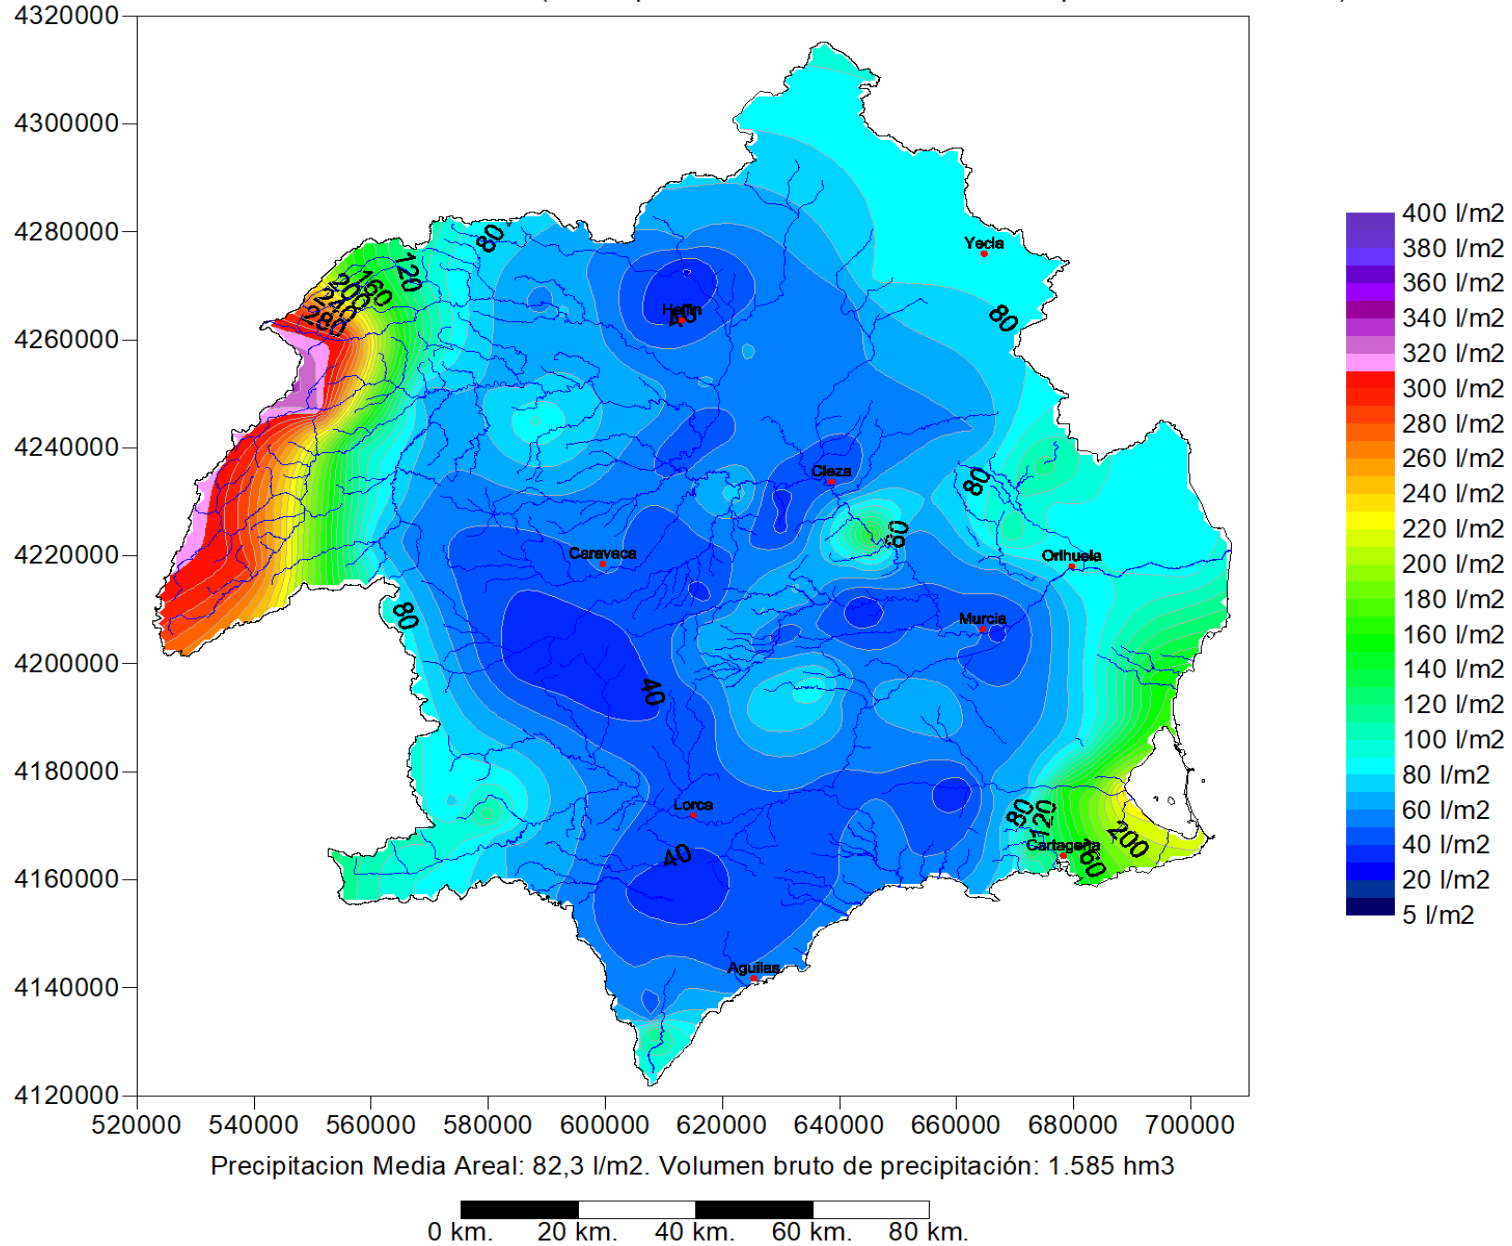 4320000
4300000
4280000
4260000
4240000
4220000
4200000
4180000
4160000
4140000
4120000
520000 540000 560000 580000 600000 620000 640000 660000 680000 700000
80
120
160
200
240
280
Yecla
80
Hellin
40
Cieza
80
60
Caravaca
Orihuela
80
Murcia
40
Lorca
80
120
200
40
Cartagena
160
Aguilas
400 l/m2
380 l/m2
360 l/m2
340 l/m2
320 l/m2
300 l/m2
280 l/m2
260 l/m2
240 l/m2
220 l/m2
200 l/m2
180 l/m2
160 l/m2
140 l/m2
120 l/m2
100 l/m2
80 l/m2
60 l/m2
40 l/m2
20 l/m2
5 l/m2
Precipitacion Media Areal: 82,3 l/m2. Volumen bruto de precipitación: 1.585 hm3
0 km. 20 km. 40 km. 60 km. 80 km.